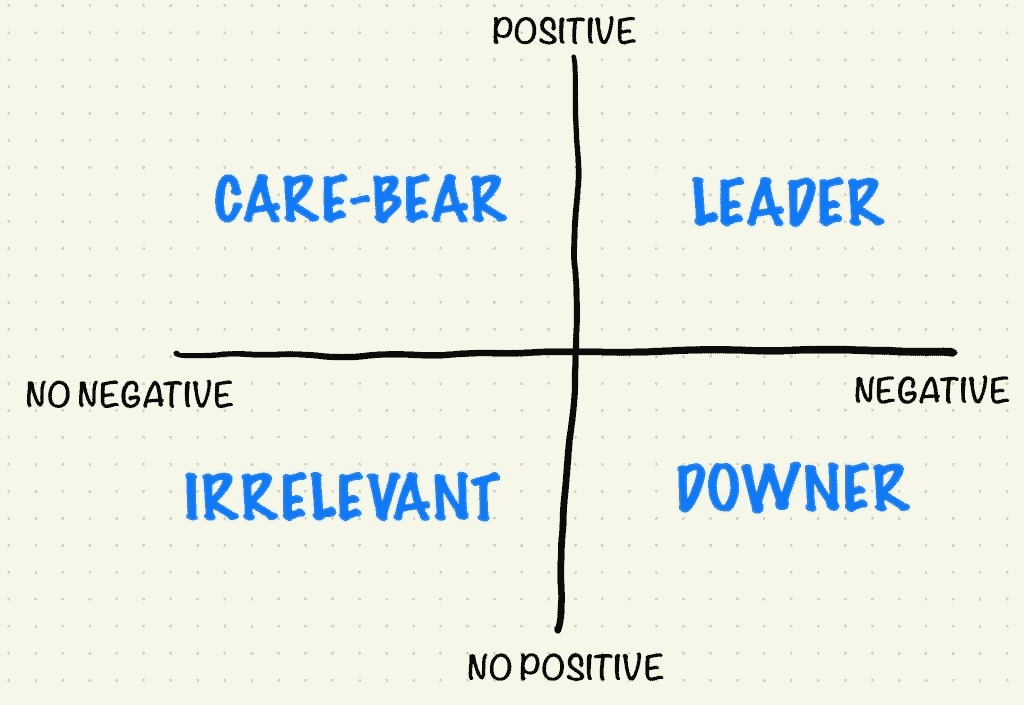 POSITIVE
CARE-BEAR
LEADER
NO NEGATIVE
NEGATIVE
IRRELEVANT
DOWNER
NO POSITIVE